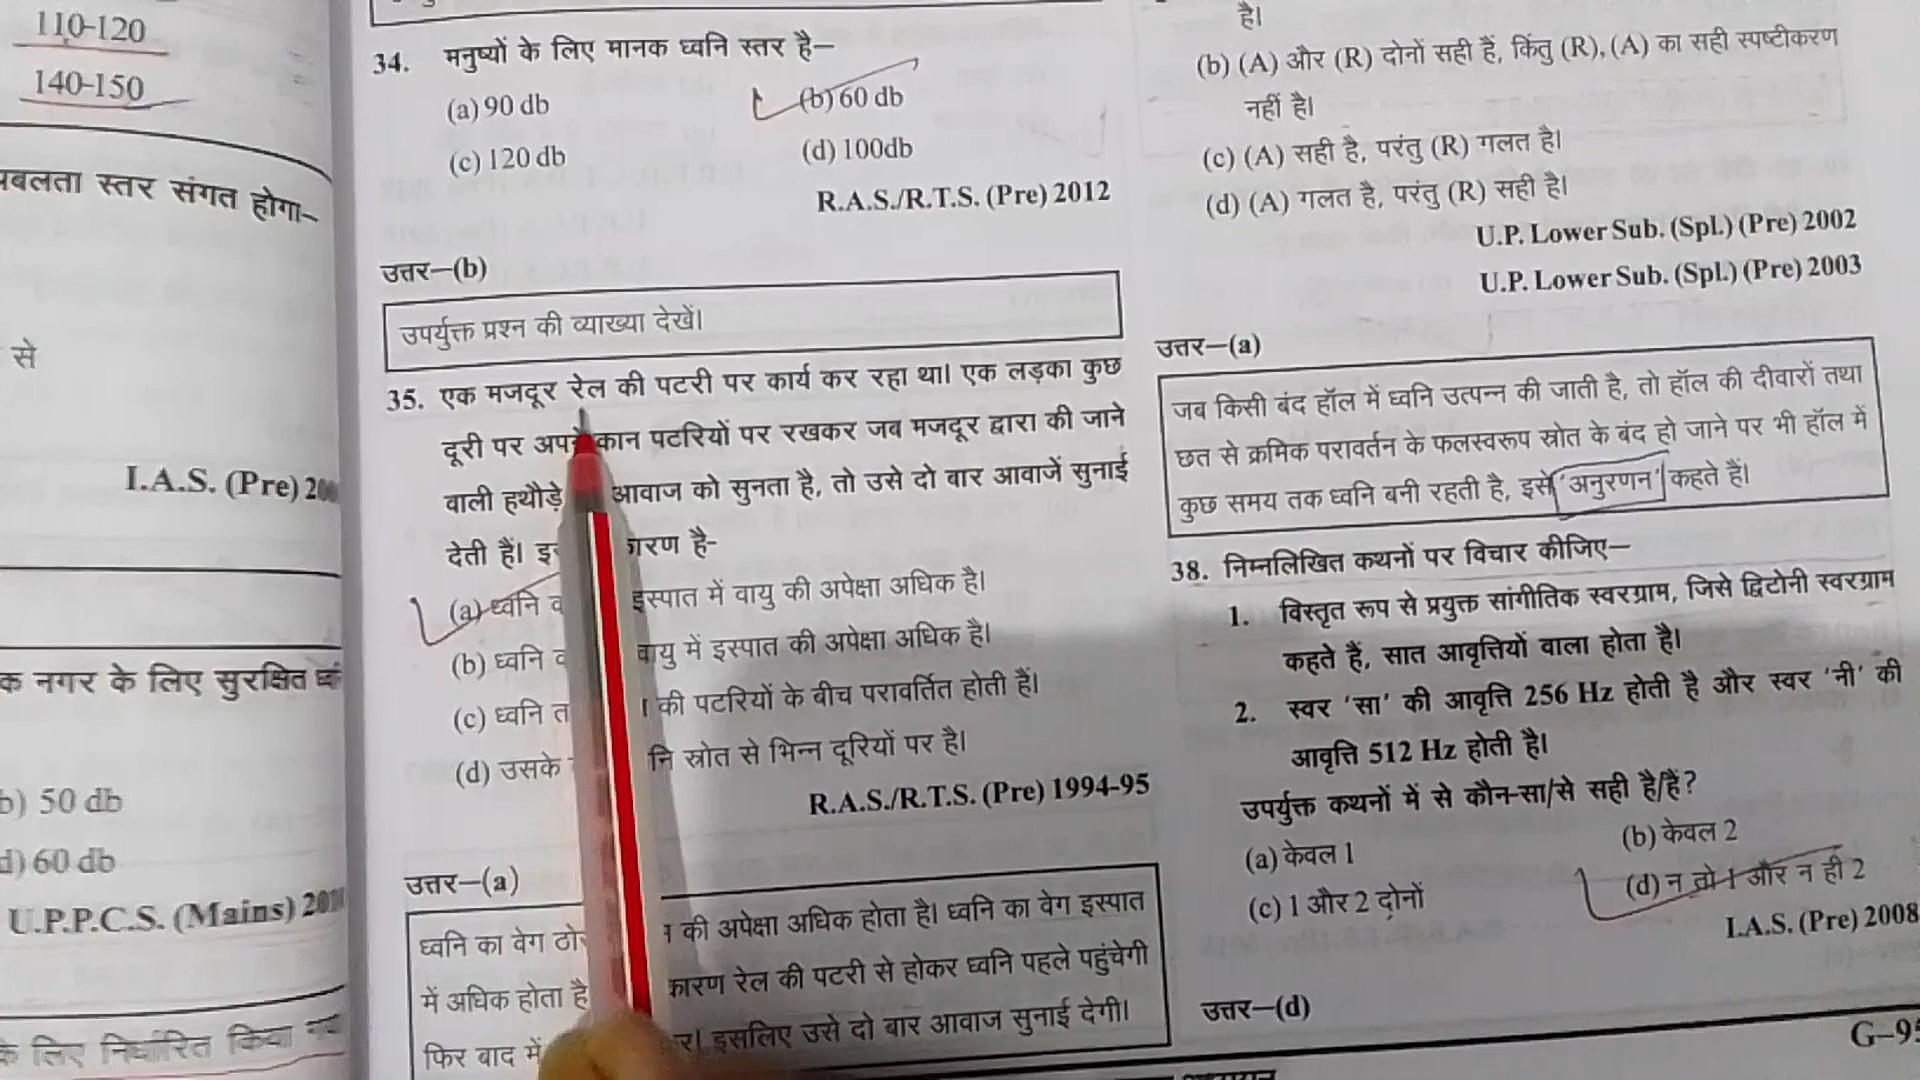 110-120
140-150
स्तर संगत होगा–
से
I.A.S. (Pre)
नगर के लिए सुरक्षित
50 db
d) 60 db
U.P.P.C.S. (Mains)
के लिए निर्धारित किया
34. मनुष्यों के लिए मानक ध्वनि स्तर है–
(a) 90 db (b) 60 db
(c) 120 db (d) 100db
R.A.S./R.T.S. (Pre) 2012
उत्तर–(b)
उपर्युक्त प्रश्न की व्याख्या देखें।
35. एक मजदूर रेल की पटरी पर कार्य कर रहा था। एक लड़का कुछ
दूरी पर कान पटरियों पर रखकर जब मजदूर द्वारा की जाने
वाली हथौड़े आवाज को सुनता है, तो उसे दो बार आवाजें सुनाई
देती हैं। है-
(a) ध्वनि इस्पात में वायु की अपेक्षा अधिक है।
(b) ध्वनि वायु में इस्पात की अपेक्षा अधिक है।
(c) ध्वनि की पटरियों के बीच परावर्तित होती हैं।
(d) उसके स्रोत से भिन्न दूरियों पर है।
R.A.S./R.T.S. (Pre) 1994-95
उत्तर–(a)
ध्वनि का वेग की अपेक्षा अधिक होता है। ध्वनि का वेग इस्पात
में अधिक होता है कारण रेल की पटरी से होकर ध्वनि पहले पहुंचेगी
फिर बाद में इसलिए उसे दो बार आवाज सुनाई देगी।
है।
(b) (A) और (R) दोनों सही हैं, किंतु (R), (A) का सही स्पष्टीकरण
नहीं है।
(c) (A) सही है, परंतु (R) गलत है।
(d) (A) गलत है, परंतु (R) सही है।
U.P. Lower Sub. (Spl.) (Pre) 2002
U.P. Lower Sub. (Spl.) (Pre) 2003
उत्तर–(a)
जब किसी बंद हॉल में ध्वनि उत्पन्न की जाती है, तो हॉल की दीवारों तथा
छत से क्रमिक परावर्तन के फलस्वरूप स्रोत के बंद हो जाने पर भी हॉल में
कुछ समय तक ध्वनि बनी रहती है, इसे 'अनुरणन' कहते हैं।
38. निम्नलिखित कथनों पर विचार कीजिए–
1. विस्तृत रूप से प्रयुक्त सांगीतिक स्वरग्राम, जिसे द्विटोनी स्वरग्राम
कहते हैं, सात आवृत्तियों वाला होता है।
2. स्वर 'सा' की आवृत्ति 256 Hz होती है और स्वर 'नी' की
आवृत्ति 512 Hz होती है।
उपर्युक्त कथनों में से कौन-सा/से सही है/हैं?
(a) केवल 1 (b) केवल 2
(c) 1 और 2 दोनों (d) न तो 1 और न ही 2
I.A.S. (Pre) 2008
उत्तर–(d)